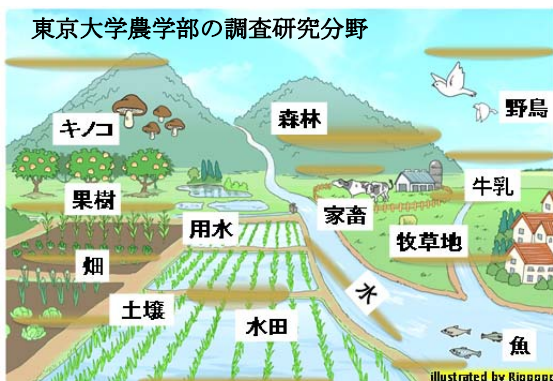 東京大学農学部の調査研究分野
キノコ
森林
野鳥
果樹
家畜
牛乳
用水
牧草地
畑
水
土壌
水田
魚
illustrated by